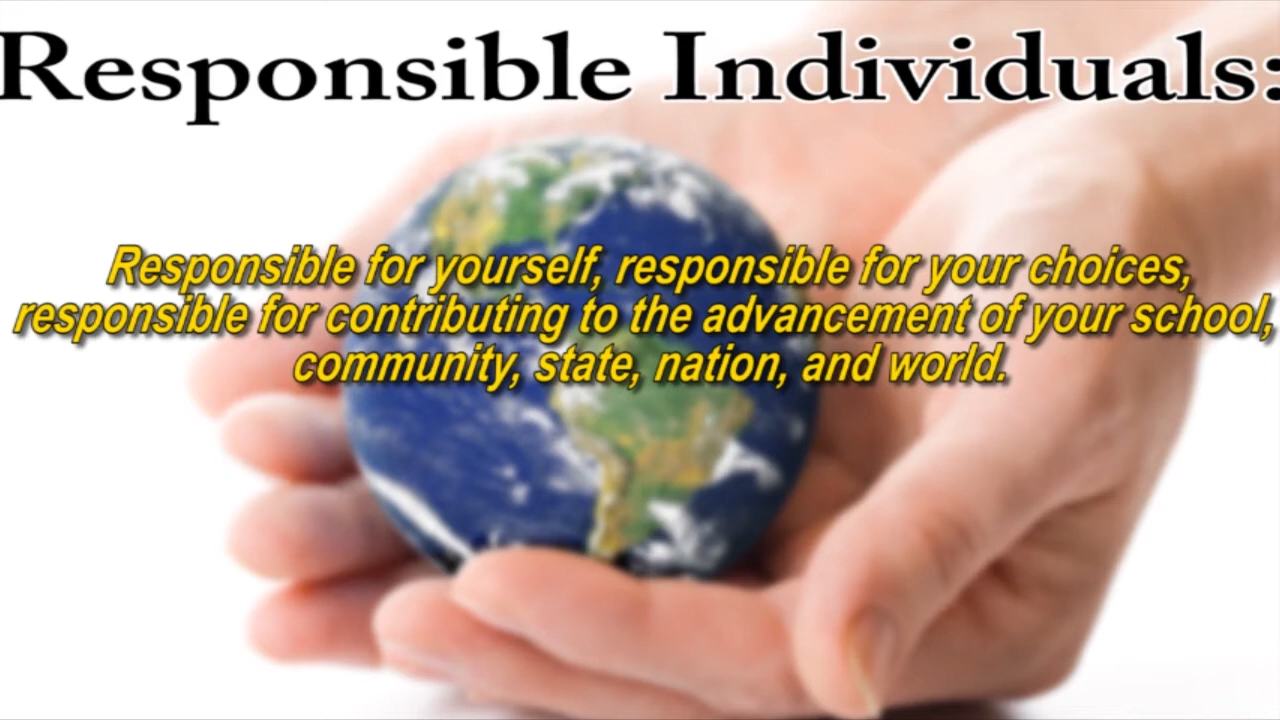 Responsible Individuals:
Responsible for yourself, responsible for your choices,
responsible for contributing to the advancement of your school,
community, state, nation, and world.